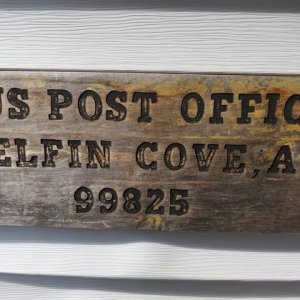 US POST OFFIC
ELFIN COVE, A
99825